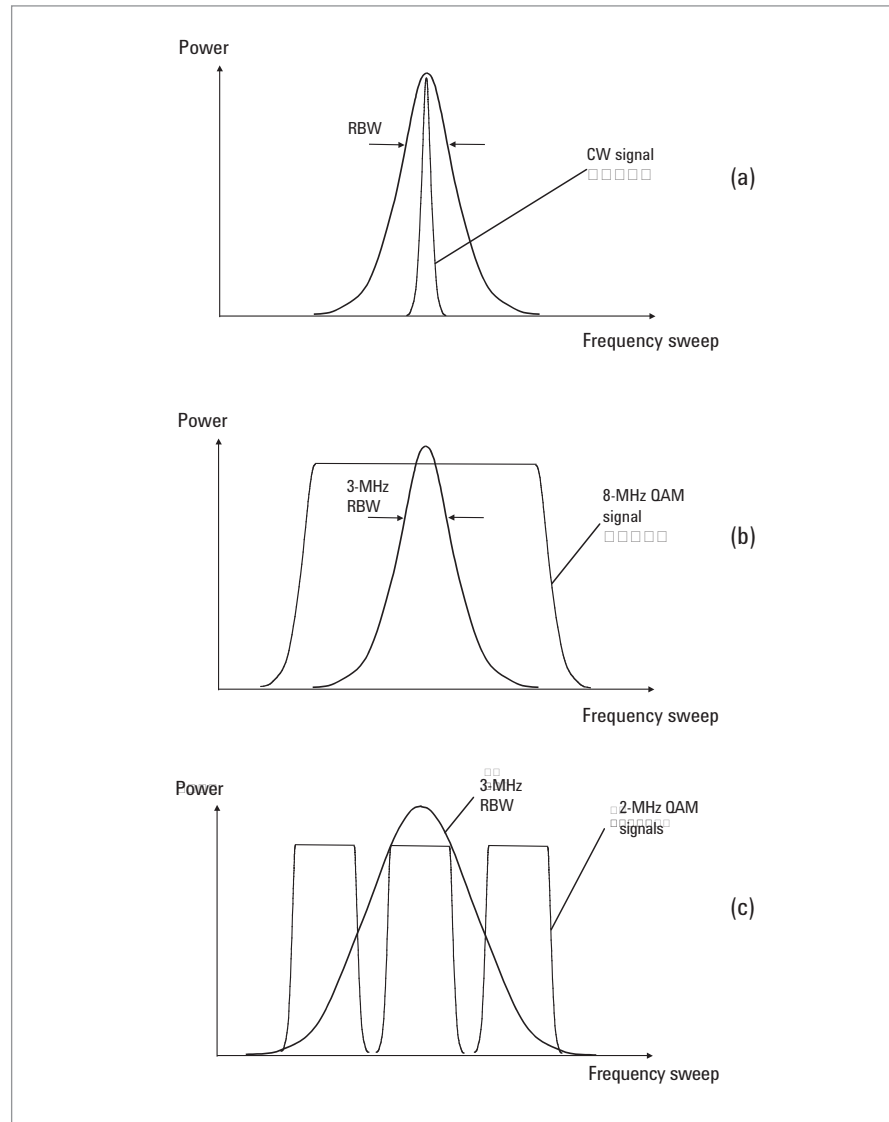 Power
RBW
CW signal
(a)
Frequency sweep
Power
3-MHz
RBW
8-MHz QAM
signal
(b)
Frequency sweep
Power
3-MHz
RBW
2-MHz QAM
signals
(c)
Frequency sweep